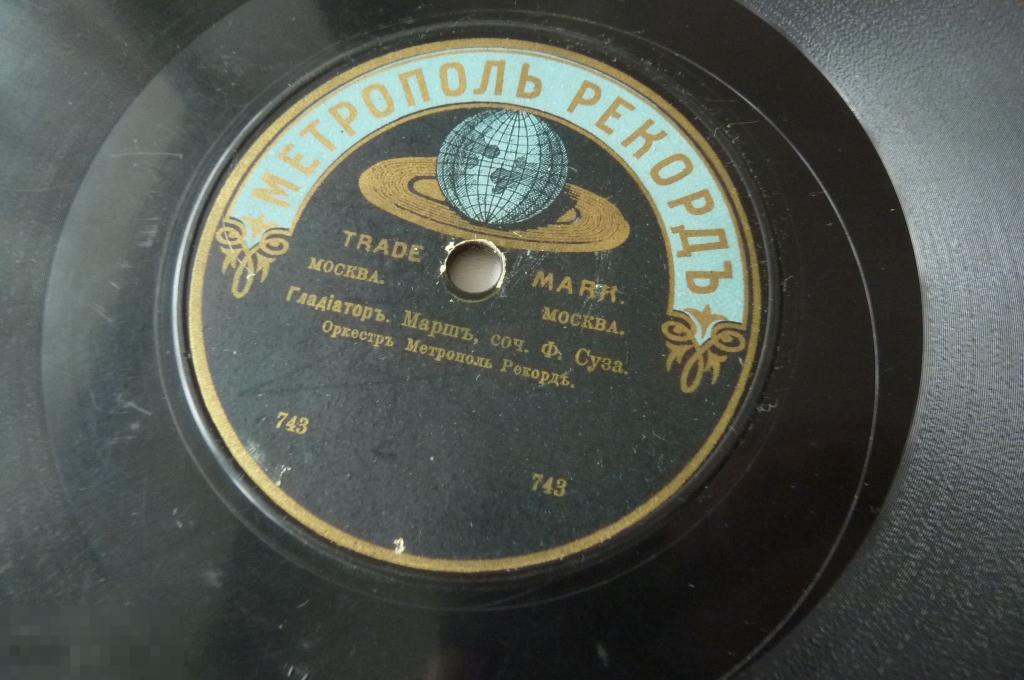 МЕТРОПОЛЬ РЕКОРДЪ
TRADE MARK.
МОСКВА. МОСКВА.
Гладіаторъ. Маршъ, соч. Ф. Суза.
Оркестръ Метрополь Рекордъ.
743 743